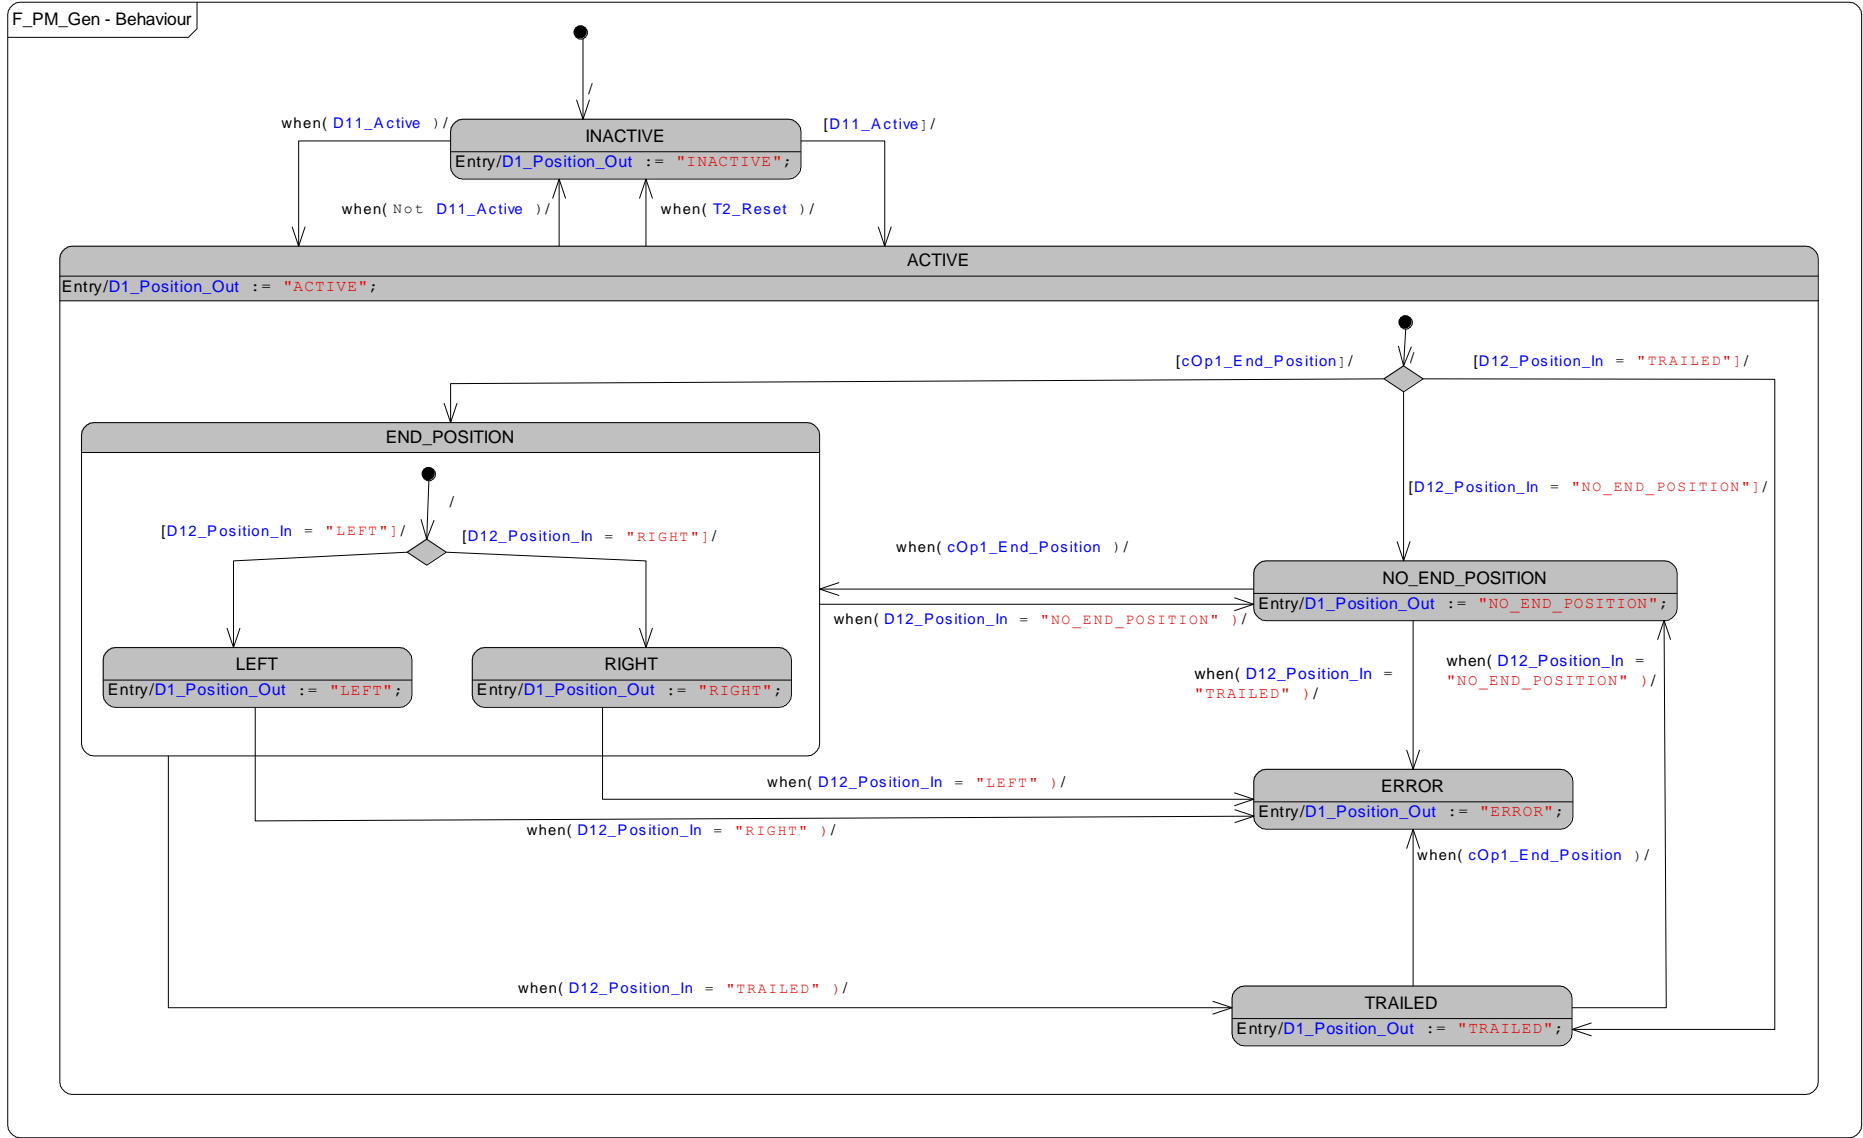 F_PM_Gen - Behaviour
/
when( D11_Active )/
[D11_Active]/
INACTIVE
Entry/D1_Position_Out := "INACTIVE";
when( Not D11_Active )/
when( T2_Reset )/
ACTIVE
Entry/D1_Position_Out := "ACTIVE";
[cOp1_End_Position]/
/
[D12_Position_In = "TRAILED"]/
END_POSITION
/
[D12_Position_In = "LEFT"]/
[D12_Position_In = "RIGHT"]/
[D12_Position_In = "NO_END_POSITION"]/
when( cOp1_End_Position )/
NO_END_POSITION
Entry/D1_Position_Out := "NO_END_POSITION";
when( D12_Position_In = "NO_END_POSITION" )/
LEFT
Entry/D1_Position_Out := "LEFT";
RIGHT
Entry/D1_Position_Out := "RIGHT";
when( D12_Position_In =
"TRAILED" )/
when( D12_Position_In =
"NO_END_POSITION" )/
when( D12_Position_In = "LEFT" )/
ERROR
Entry/D1_Position_Out := "ERROR";
when( D12_Position_In = "RIGHT" )/
when( cOp1_End_Position )/
when( D12_Position_In = "TRAILED" )/
TRAILED
Entry/D1_Position_Out := "TRAILED";